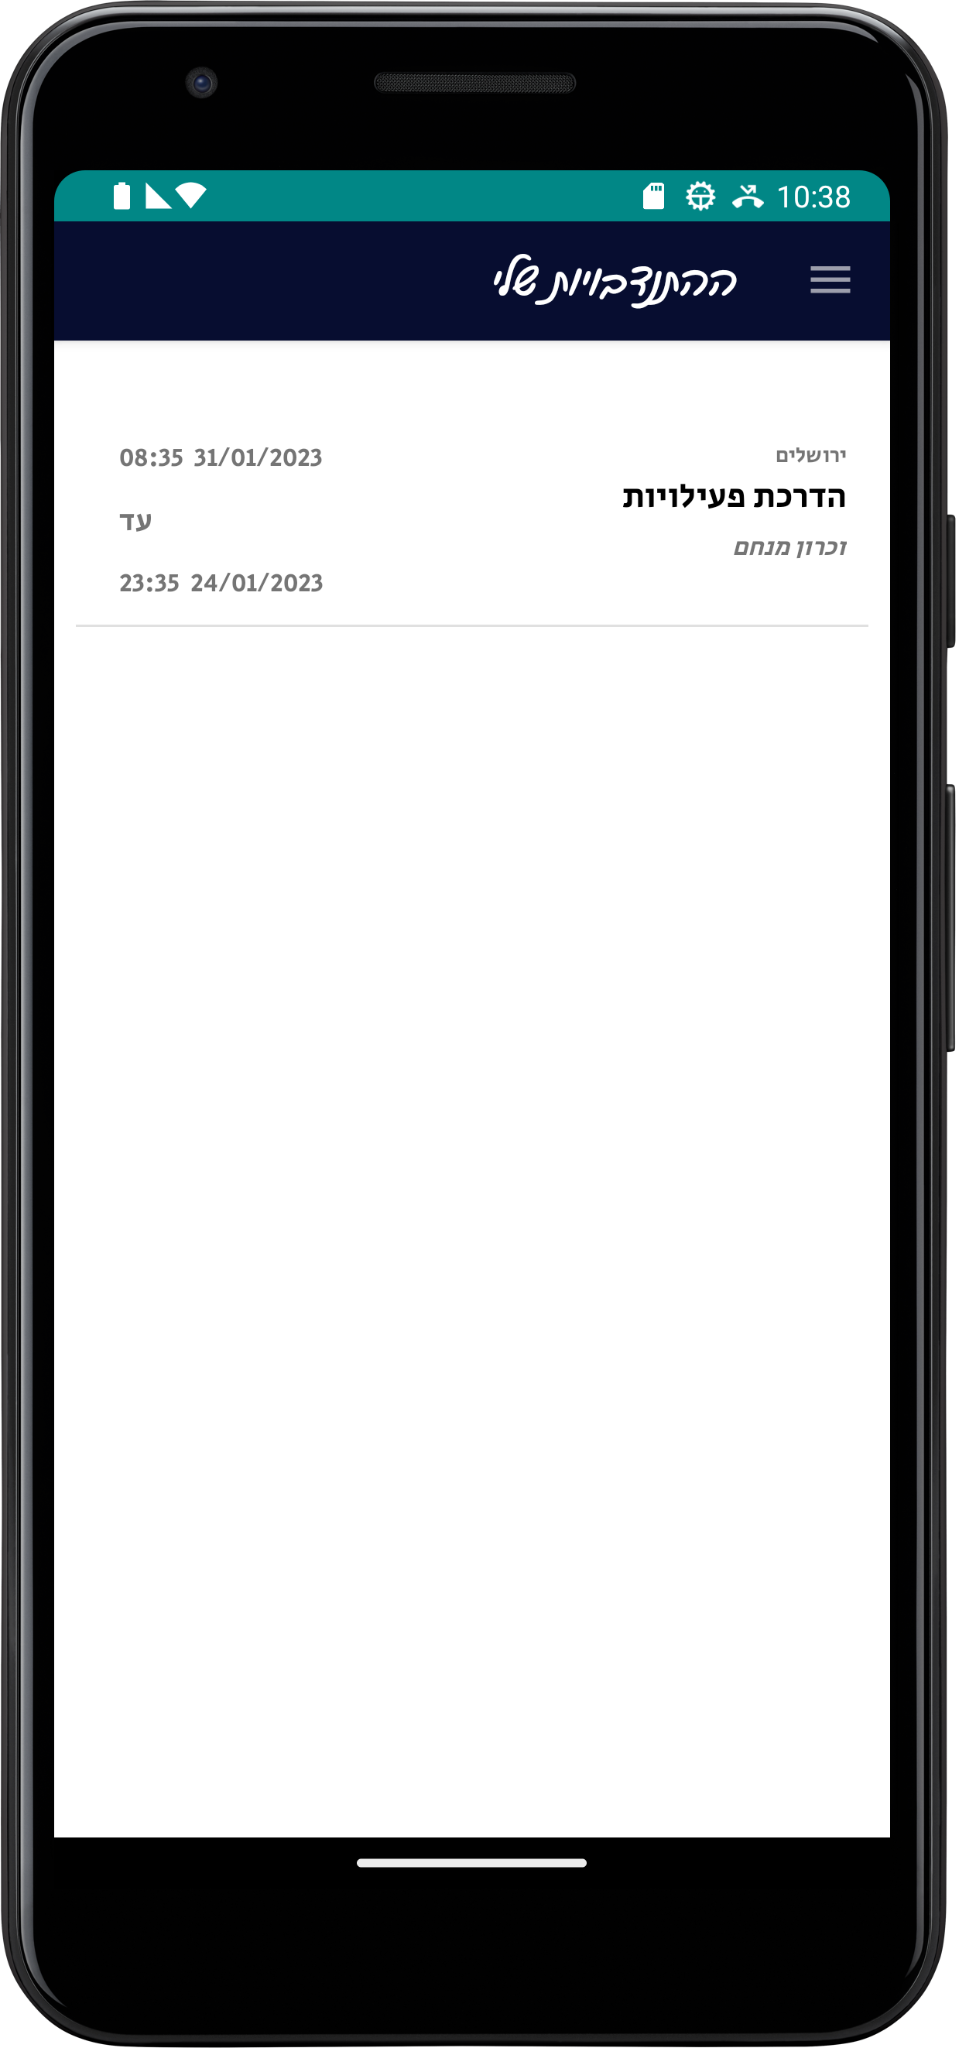 10:38
ההתנדבויות שלי
ירושלים
הדרכת פעילויות
זכרון מנחם
08:35 31/01/2023
עד
23:35 24/01/2023